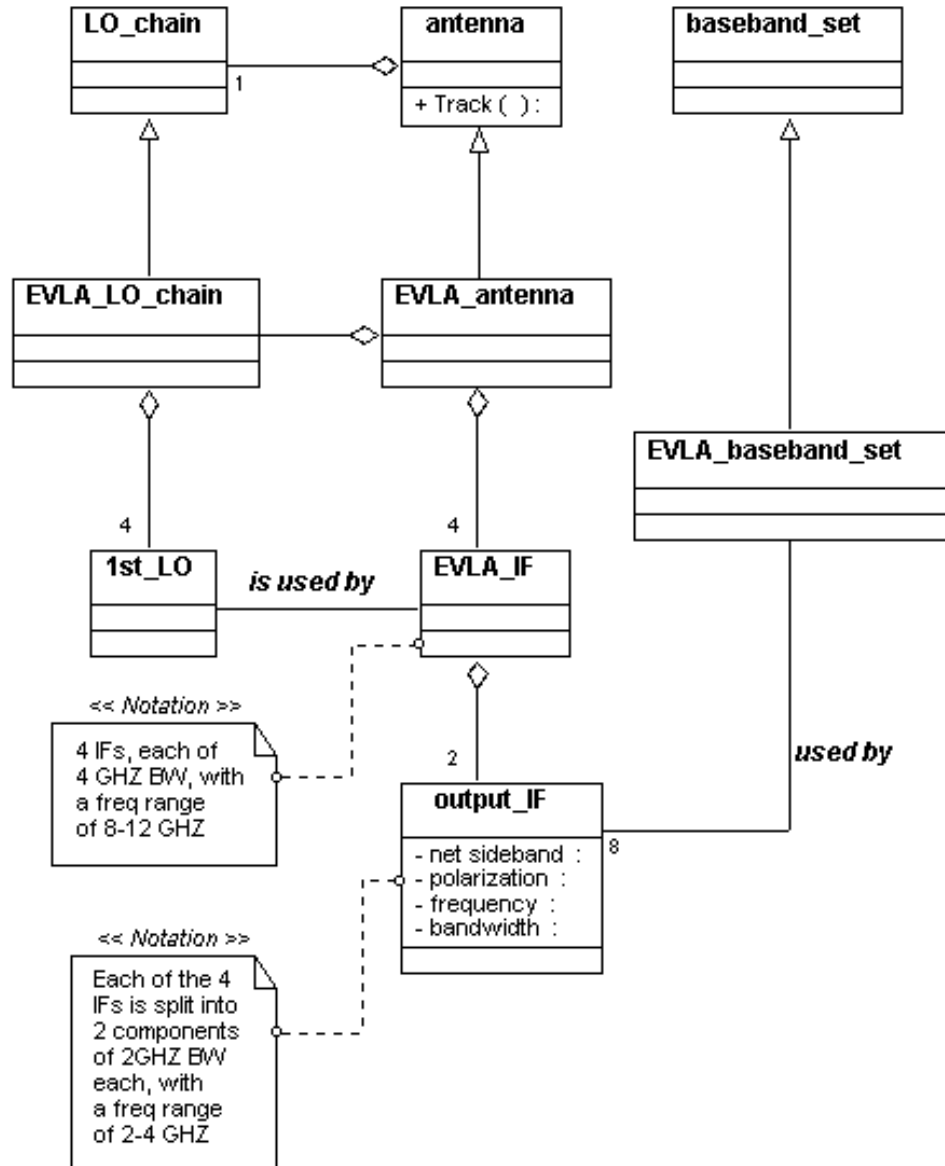 LO_chain
antenna
baseband_set
1
+ Track ( ) :
EVLA_LO_chain
EVLA_antenna
EVLA_baseband_set
4
4
1st_LO
is used by
EVLA_IF
<< Notation >>
4 IFs, each of
4 GHZ BW, with
a freq range
of 8-12 GHZ
2
used by
output_IF
8
- net sideband :
- polarization :
- frequency :
- bandwidth :
<< Notation >>
Each of the 4
IFs is split into
2 components
of 2GHZ BW
each, with
a freq range
of 2-4 GHZ